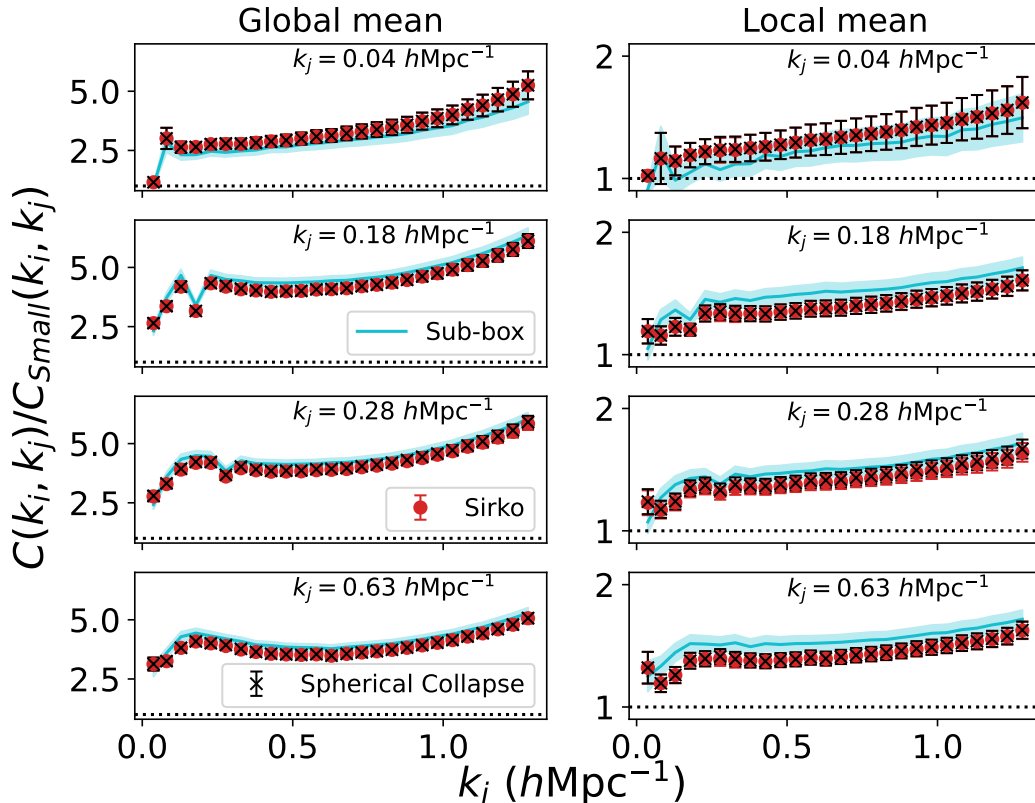 Global mean
Local mean
k_j = 0.04 hMpc⁻¹
k_j = 0.04 hMpc⁻¹
5.0
2.5
2
1
k_j = 0.18 hMpc⁻¹
k_j = 0.18 hMpc⁻¹
5.0
2.5
2
1
Sub-box
C(k_i, k_j)/C_Small(k_i, k_j)
k_j = 0.28 hMpc⁻¹
k_j = 0.28 hMpc⁻¹
5.0
2.5
2
1
Sirko
k_j = 0.63 hMpc⁻¹
k_j = 0.63 hMpc⁻¹
5.0
2.5
2
1
Spherical Collapse
0.0 0.5 1.0
0.0 0.5 1.0
k_i (hMpc⁻¹)